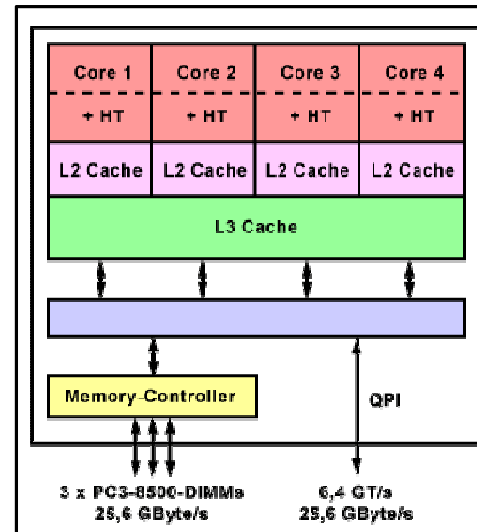 Core 1 Core 2 Core 3 Core 4
+ HT + HT + HT + HT
L2 Cache L2 Cache L2 Cache L2 Cache
L3 Cache
Memory-Controller
QPI
3 x PC3-8500-DIMMs
25,6 GByte/s
6,4 GT/s
25,6 GByte/s